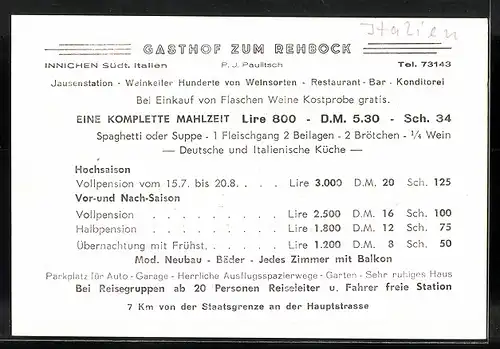 Italien
GASTHOF ZUM REHBOCK
INNICHEN Südt. Italien P. J. Paulitsch Tel. 73143
Jausenstation - Weinkeller Hunderte von Weinsorten - Restaurant - Bar - Konditorei
Bei Einkauf von Flaschen Weine Kostprobe gratis.
EINE KOMPLETTE MAHLZEIT Lire 800 - D.M. 5.30 - Sch. 34
Spaghetti oder Suppe - 1 Fleischgang 2 Beilagen - 2 Brötchen - ¼ Wein
— Deutsche und Italienische Küche —
Hochsaison
Vollpension vom 15.7. bis 20.8. . . . Lire 3.000 D.M. 20 Sch. 125
Vor-und Nach-Saison
Vollpension . . . . . . . . . Lire 2.500 D.M. 16 Sch. 100
Halbpension . . . . . . . . . Lire 1.800 D.M. 12 Sch. 75
Übernachtung mit Frühst. . . . . . Lire 1.200 D.M. 8 Sch. 50
Mod. Neubau - Bäder - Jedes Zimmer mit Balkon
Parkplatz für Auto - Garage - Herrliche Ausflugsspazierwege - Garten - Sehr ruhiges Haus
Bei Reisegruppen ab 20 Personen Reiseleiter u. Fahrer freie Station
7 Km von der Staatsgrenze an der Hauptstrasse